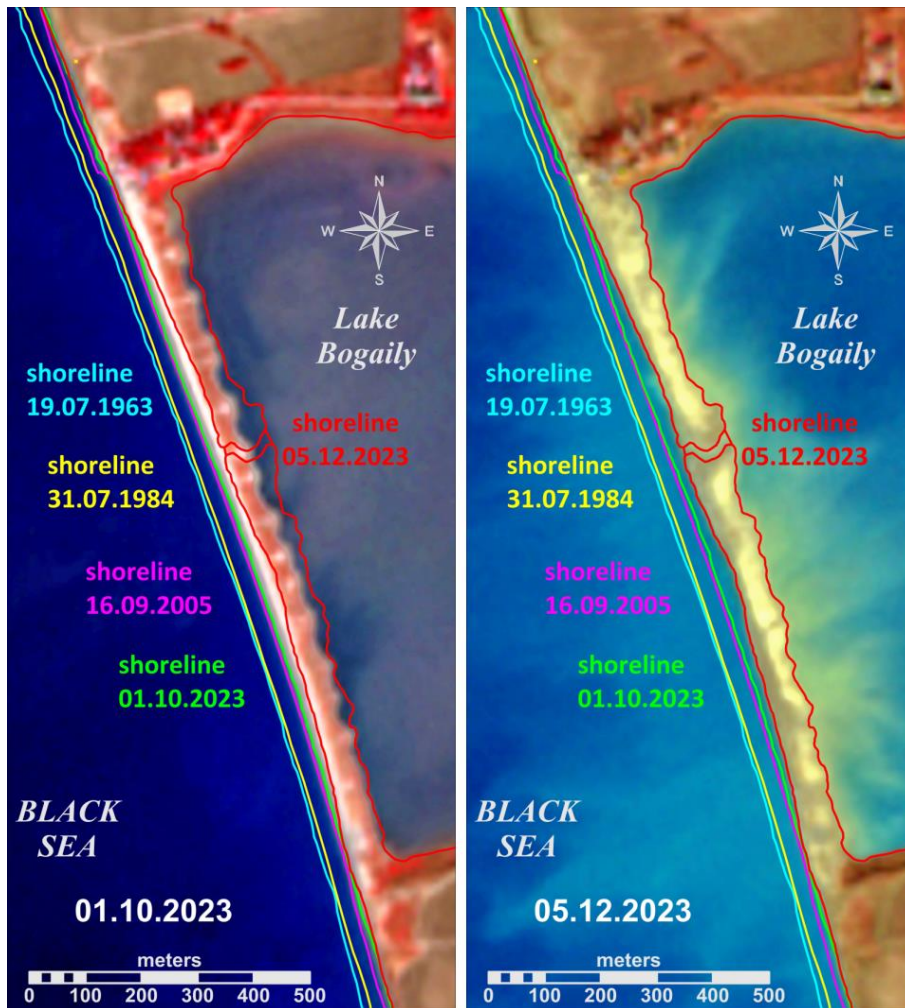 N
W E
S
Lake
Bogaily
shoreline
19.07.1963
shoreline
05.12.2023
shoreline
31.07.1984
shoreline
16.09.2005
shoreline
01.10.2023
BLACK
SEA
01.10.2023
meters
0 100 200 300 400 500
N
W E
S
Lake
Bogaily
shoreline
19.07.1963
shoreline
05.12.2023
shoreline
31.07.1984
shoreline
16.09.2005
shoreline
01.10.2023
BLACK
SEA
05.12.2023
meters
0 100 200 300 400 500